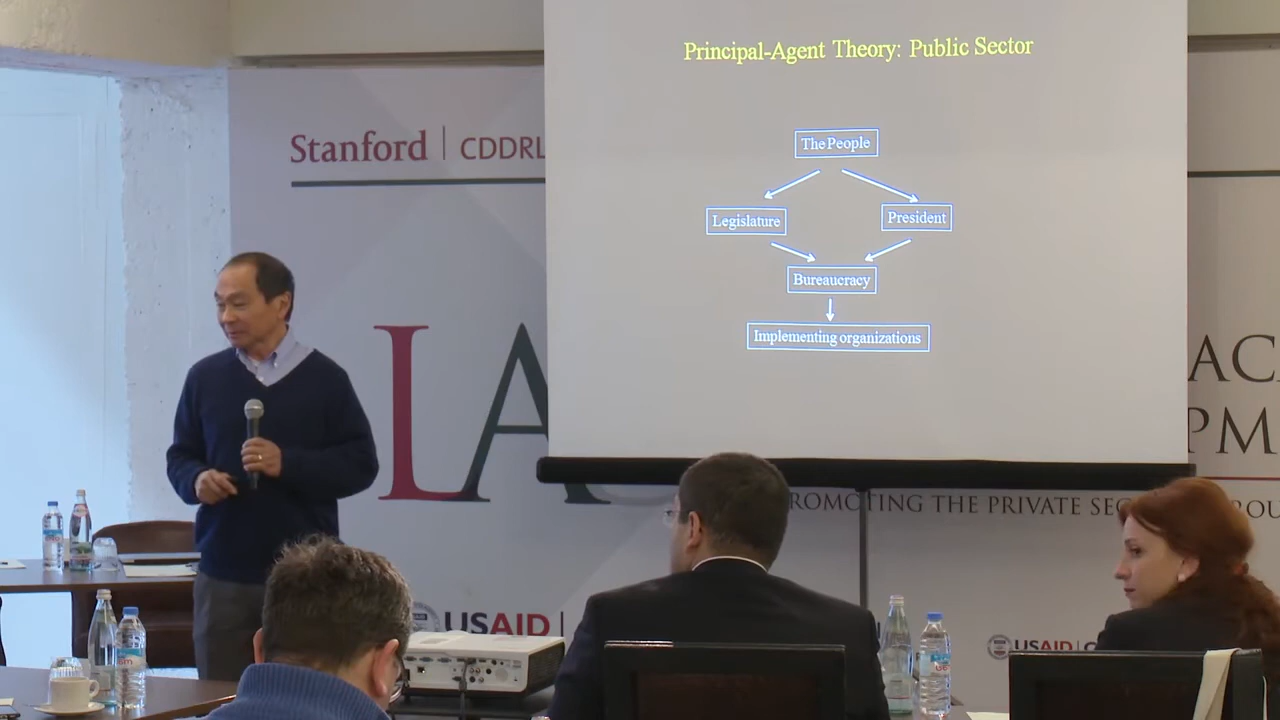 Principal-Agent Theory: Public Sector
The People
Legislature
President
Bureaucracy
Implementing organizations
Stanford | CDDRL
LA
ROMOTING THE PRIVATE SEC
USAID
USAID